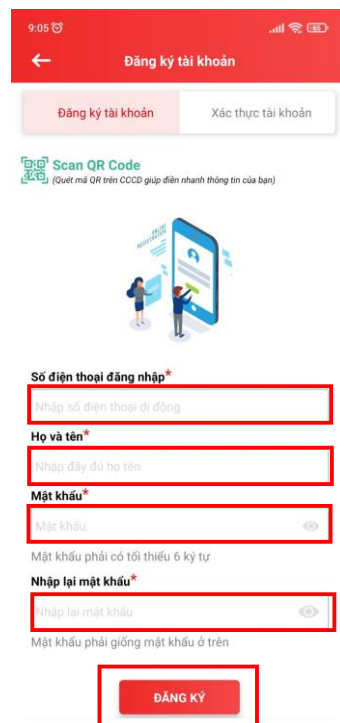 9:05
65
Đăng ký tài khoản
Đăng ký tài khoản
Xác thực tài khoản
Scan QR Code
(Quét mã QR trên CCCD giúp điền nhanh thông tin của bạn)
ONLINE
REGISTRATION
Số điện thoại đăng nhập*
Nhập số điện thoại di động
Họ và tên*
Nhập đầy đủ họ tên
Mật khẩu*
Mật khẩu
Mật khẩu phải có tối thiểu 6 ký tự
Nhập lại mật khẩu*
Nhập lại mật khẩu
Mật khẩu phải giống mật khẩu ở trên
ĐĂNG KÝ